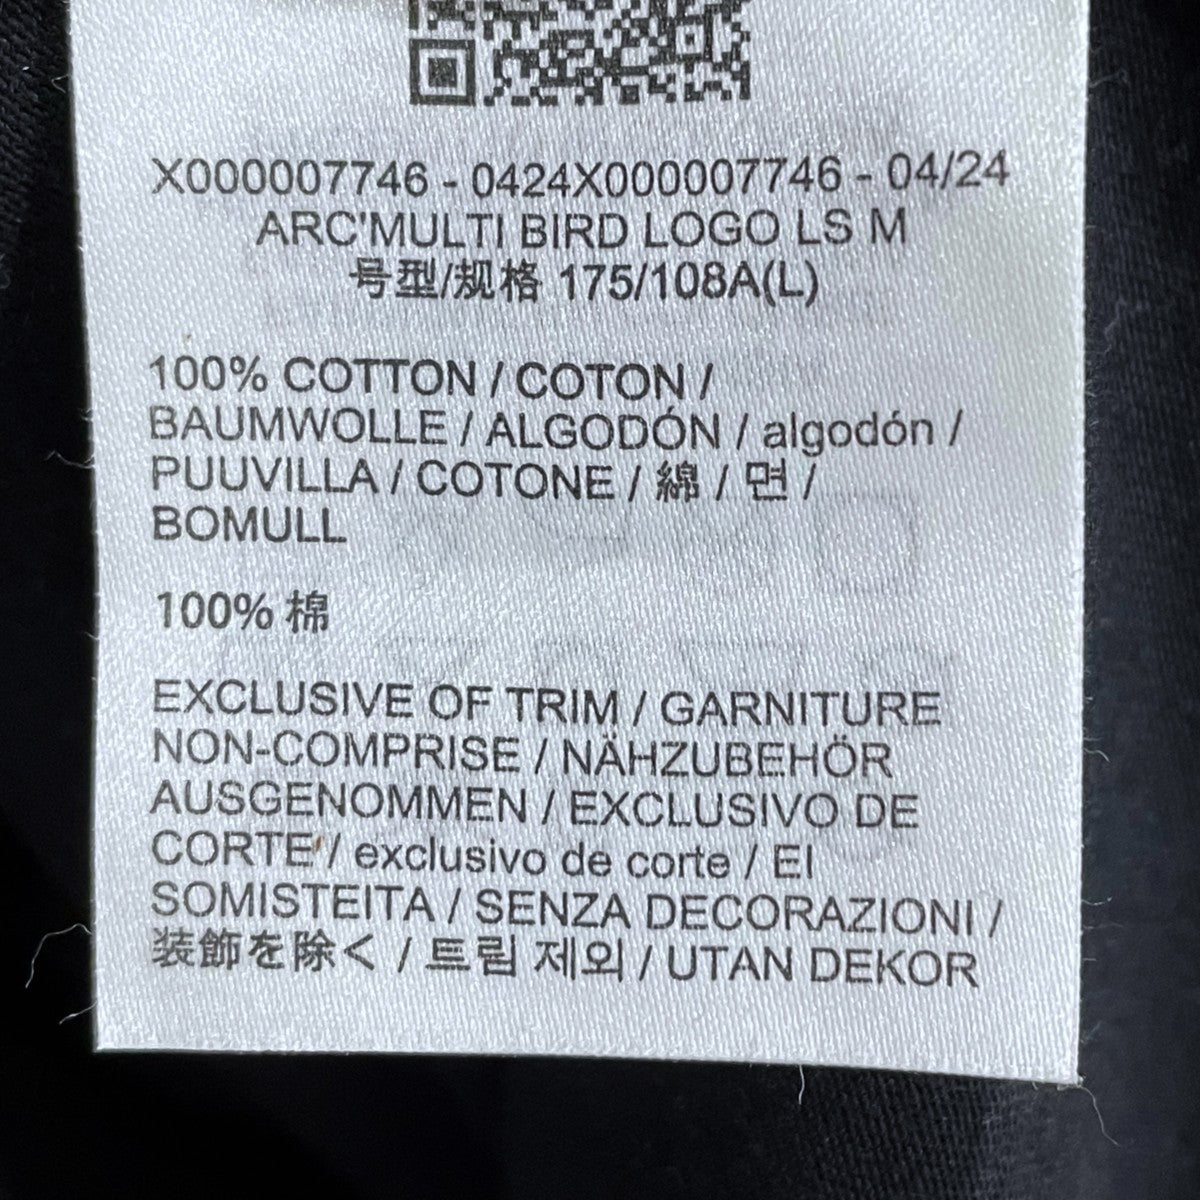 X000007746 - 0424X000007746 - 04/24
ARC'MULTI BIRD LOGO LS M
号型/规格 175/108A(L)
100% COTTON / COTON /
BAUMWOLLE / ALGODÓN / algodón /
PUUVILLA / COTONE / 綿 / 면 /
BOMULL
100% 棉
EXCLUSIVE OF TRIM / GARNITURE
NON-COMPRISE / NÄHZUBEHÖR
AUSGENOMMEN / EXCLUSIVO DE
CORTE / exclusivo de corte / EI
SOMISTEITA / SENZA DECORAZIONI /
装飾を除く / 트림 제외 / UTAN DEKOR